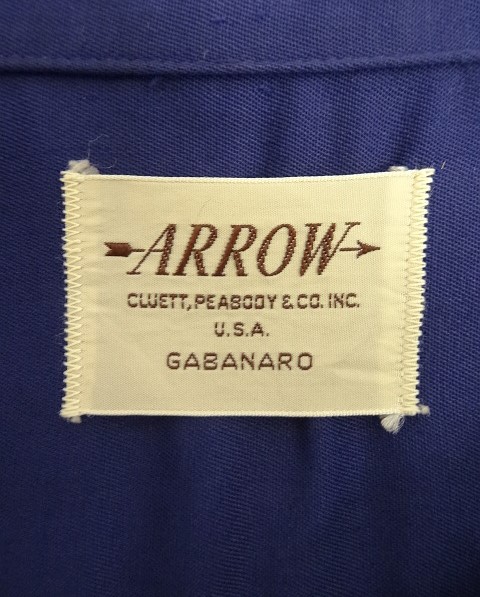 ARROW
CLUETT, PEABODY & CO. INC.
U.S.A.
GABANARO